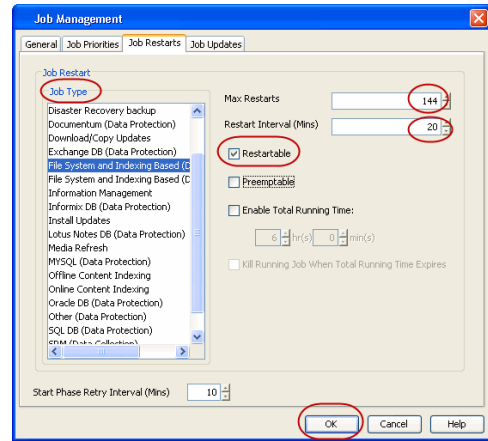 Job Management
General Job Priorities Job Restarts Job Updates
Job Restart
Job Type
Disaster Recovery backup
Documentum (Data Protection)
Download/Copy Updates
Exchange DB (Data Protection)
File System and Indexing Based (D
File System and Indexing Based (D
Information Management
Informix DB (Data Protection)
Install Updates
Lotus Notes DB (Data Protection)
Media Refresh
MYSQL (Data Protection)
Offline Content Indexing
Online Content Indexing
Oracle DB (Data Protection)
Other (Data Protection)
SQL DB (Data Protection)
SRM (Data Collection)
Max Restarts 144
Restart Interval (Mins) 20
Restartable
Preemptable
Enable Total Running Time:
6 hr(s) 0 min(s)
Kill Running Job When Total Running Time Expires
Start Phase Retry Interval (Mins) 10
OK Cancel Help